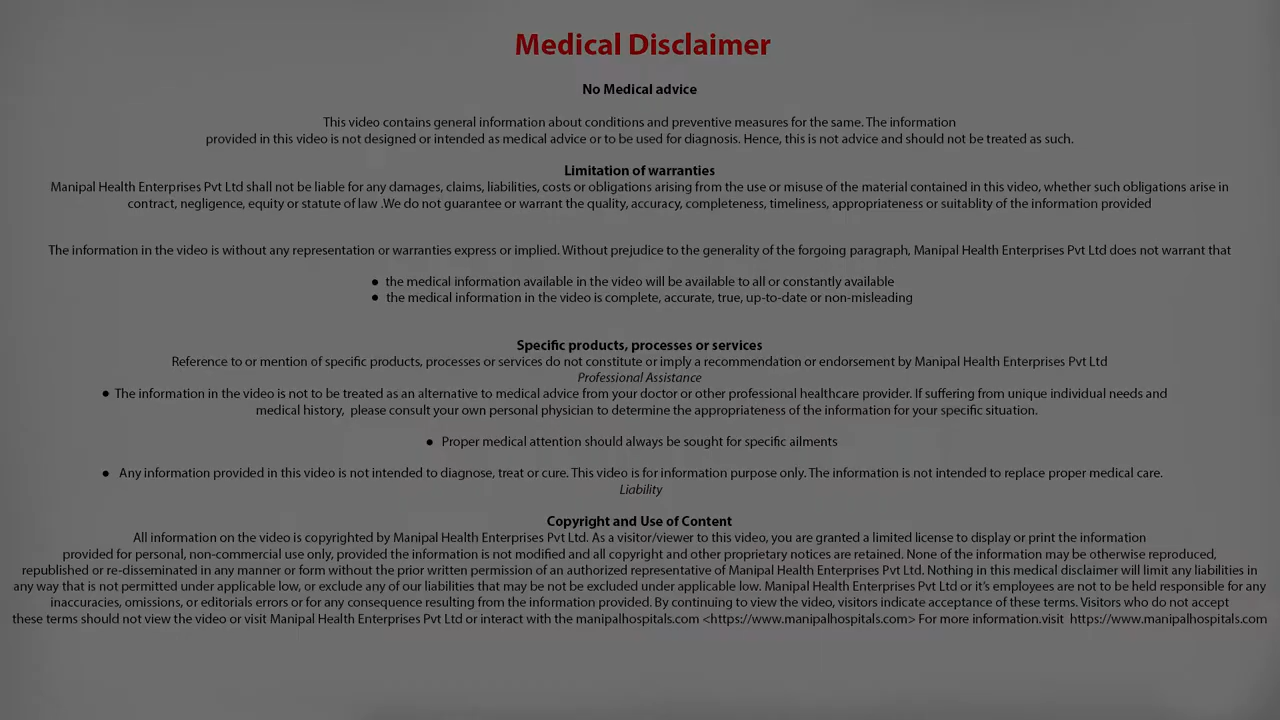 Medical Disclaimer
No Medical advice
This video contains general information about conditions and preventive measures for the same. The information
provided in this video is not designed or intended as medical advice or to be used for diagnosis. Hence, this is not advice and should not be treated as such.
Limitation of warranties
Manipal Health Enterprises Pvt Ltd shall not be liable for any damages, claims, liabilities, costs or obligations arising from the use or misuse of the material contained in this video, whether such obligations arise in
contract, negligence, equity or statute of law .We do not guarantee or warrant the quality, accuracy, completeness, timeliness, appropriateness or suitablity of the information provided
The information in the video is without any representation or warranties express or implied. Without prejudice to the generality of the forgoing paragraph, Manipal Health Enterprises Pvt Ltd does not warrant that
● the medical information available in the video will be available to all or constantly available
● the medical information in the video is complete, accurate, true, up-to-date or non-misleading
Specific products, processes or services
Reference to or mention of specific products, processes or services do not constitute or imply a recommendation or endorsement by Manipal Health Enterprises Pvt Ltd
Professional Assistance
● The information in the video is not to be treated as an alternative to medical advice from your doctor or other professional healthcare provider. If suffering from unique individual needs and
medical history, please consult your own personal physician to determine the appropriateness of the information for your specific situation.
● Proper medical attention should always be sought for specific ailments
● Any information provided in this video is not intended to diagnose, treat or cure. This video is for information purpose only. The information is not intended to replace proper medical care.
Liability
Copyright and Use of Content
All information on the video is copyrighted by Manipal Health Enterprises Pvt Ltd. As a visitor/viewer to this video, you are granted a limited license to display or print the information
provided for personal, non-commercial use only, provided the information is not modified and all copyright and other proprietary notices are retained. None of the information may be otherwise reproduced,
republished or re-disseminated in any manner or form without the prior written permission of an authorized representative of Manipal Health Enterprises Pvt Ltd. Nothing in this medical disclaimer will limit any liabilities in
any way that is not permitted under applicable low, or exclude any of our liabilities that may be not be excluded under applicable low. Manipal Health Enterprises Pvt Ltd or it's employees are not to be held responsible for any
inaccuracies, omissions, or editorials errors or for any consequence resulting from the information provided. By continuing to view the video, visitors indicate acceptance of these terms. Visitors who do not accept
these terms should not view the video or visit Manipal Health Enterprises Pvt Ltd or interact with the manipalhospitals.com <https://www.manipalhospitals.com> For more information.visit https://www.manipalhospitals.com